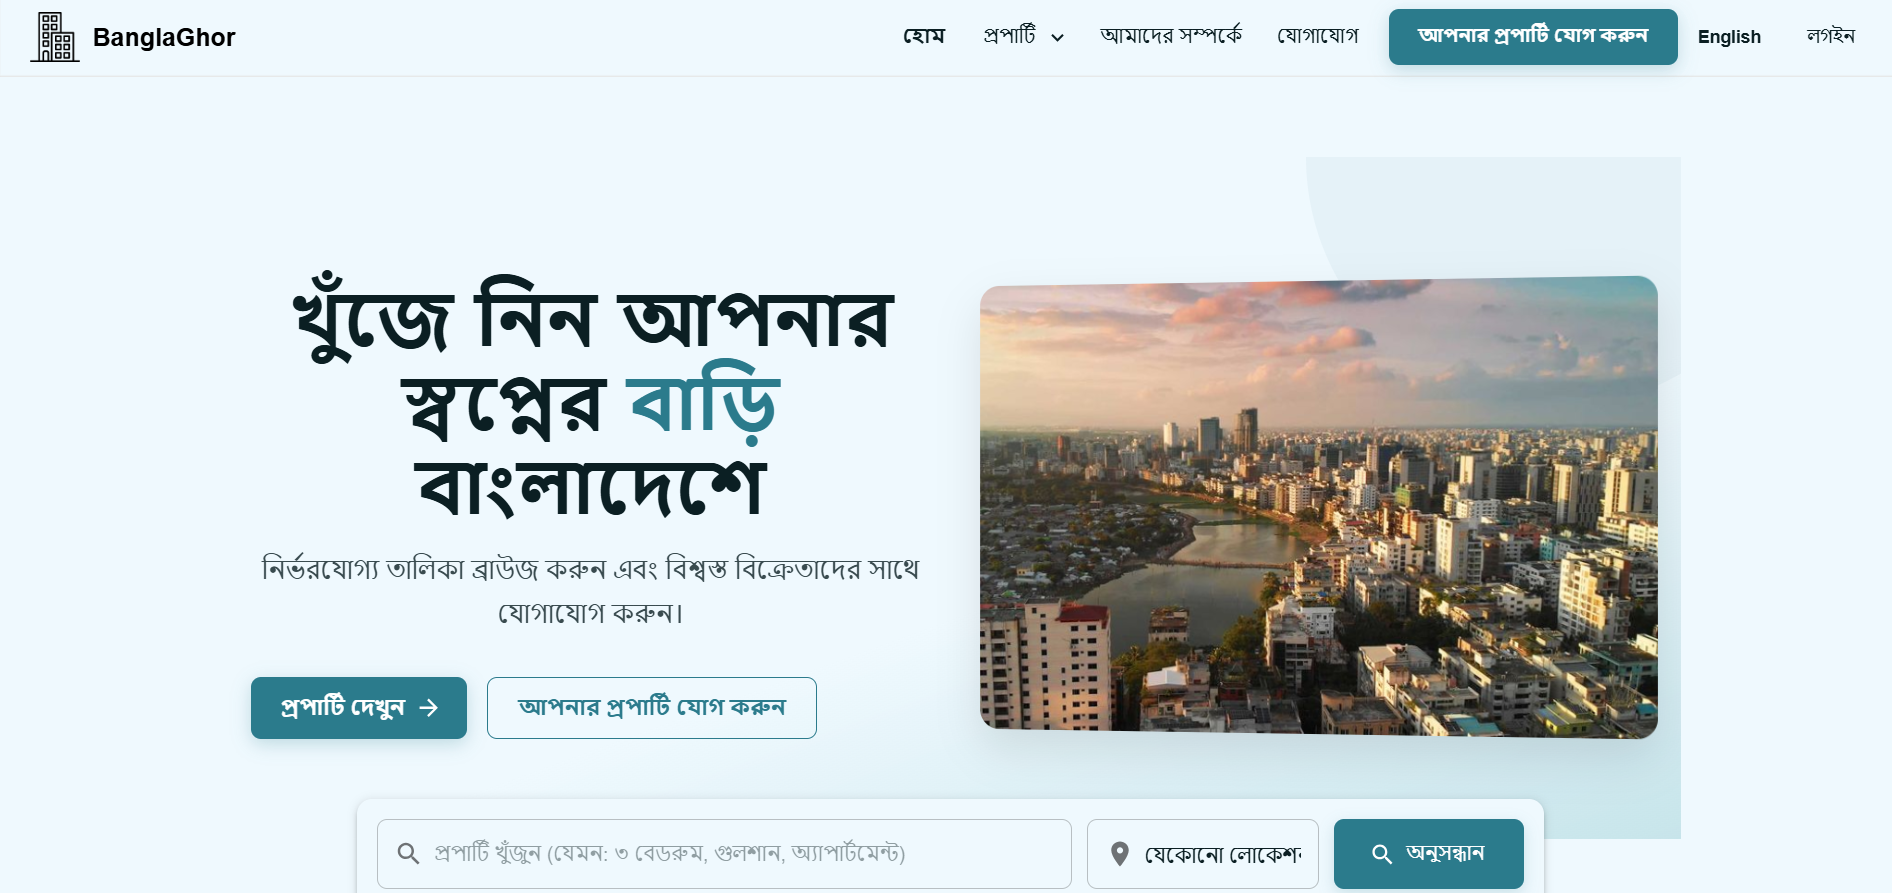 BanglaGhor
হোম
প্রপার্টি
আমাদের সম্পর্কে
যোগাযোগ
আপনার প্রপার্টি যোগ করুন
English
লগইন
খুঁজে নিন আপনার
স্বপ্নের বাড়ি
বাংলাদেশে
নির্ভরযোগ্য তালিকা ব্রাউজ করুন এবং বিশ্বস্ত বিক্রেতাদের সাথে
যোগাযোগ করুন।
প্রপার্টি দেখুন →
আপনার প্রপার্টি যোগ করুন
প্রপার্টি খুঁজুন (যেমন: ৩ বেডরুম, গুলশান, অ্যাপার্টমেন্ট)
যেকোনো লোকেশন
অনুসন্ধান